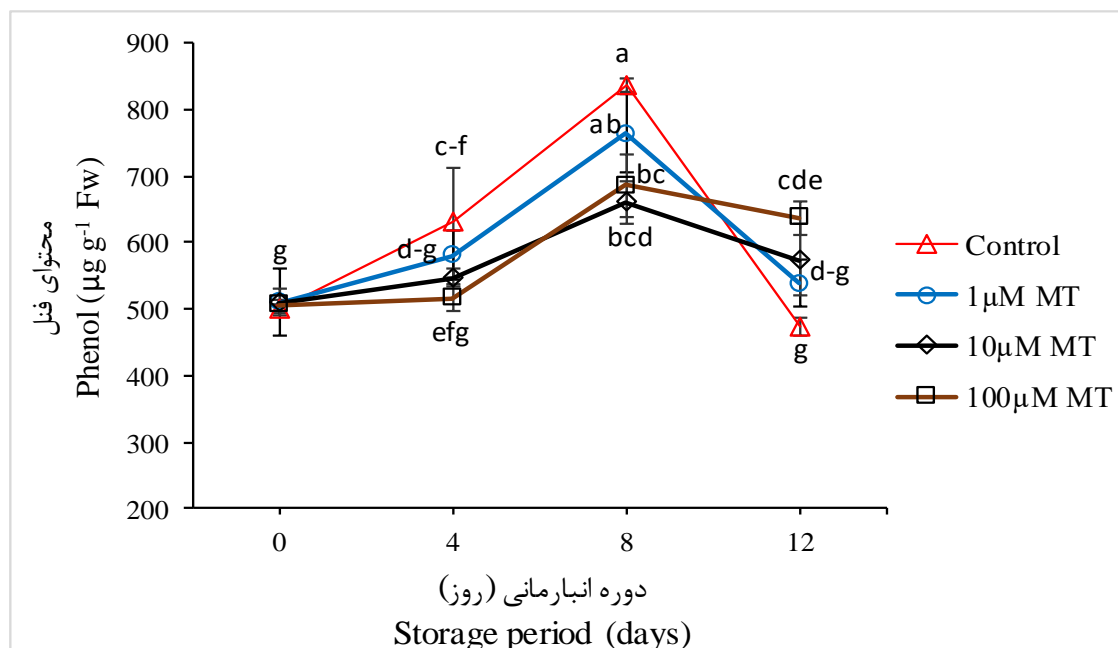 محتوای فنل
Phenol (µg g⁻¹ Fw)
900
800
700
600
500
400
300
200
g
c-f
d-g
efg
a
ab
bc
bcd
cde
d-g
g
0 4 8 12
دوره انبارمانی (روز)
Storage period (days)
Control
1µM MT
10µM MT
100µM MT